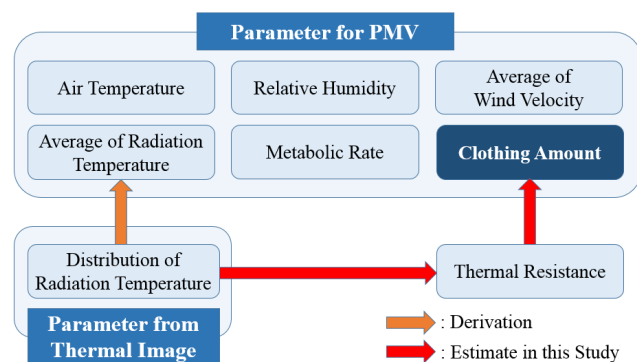 Parameter for PMV
Air Temperature
Relative Humidity
Average of
Wind Velocity
Average of Radiation
Temperature
Metabolic Rate
Clothing Amount
Distribution of
Radiation Temperature
Thermal Resistance
Parameter from
Thermal Image
: Derivation
: Estimate in this Study